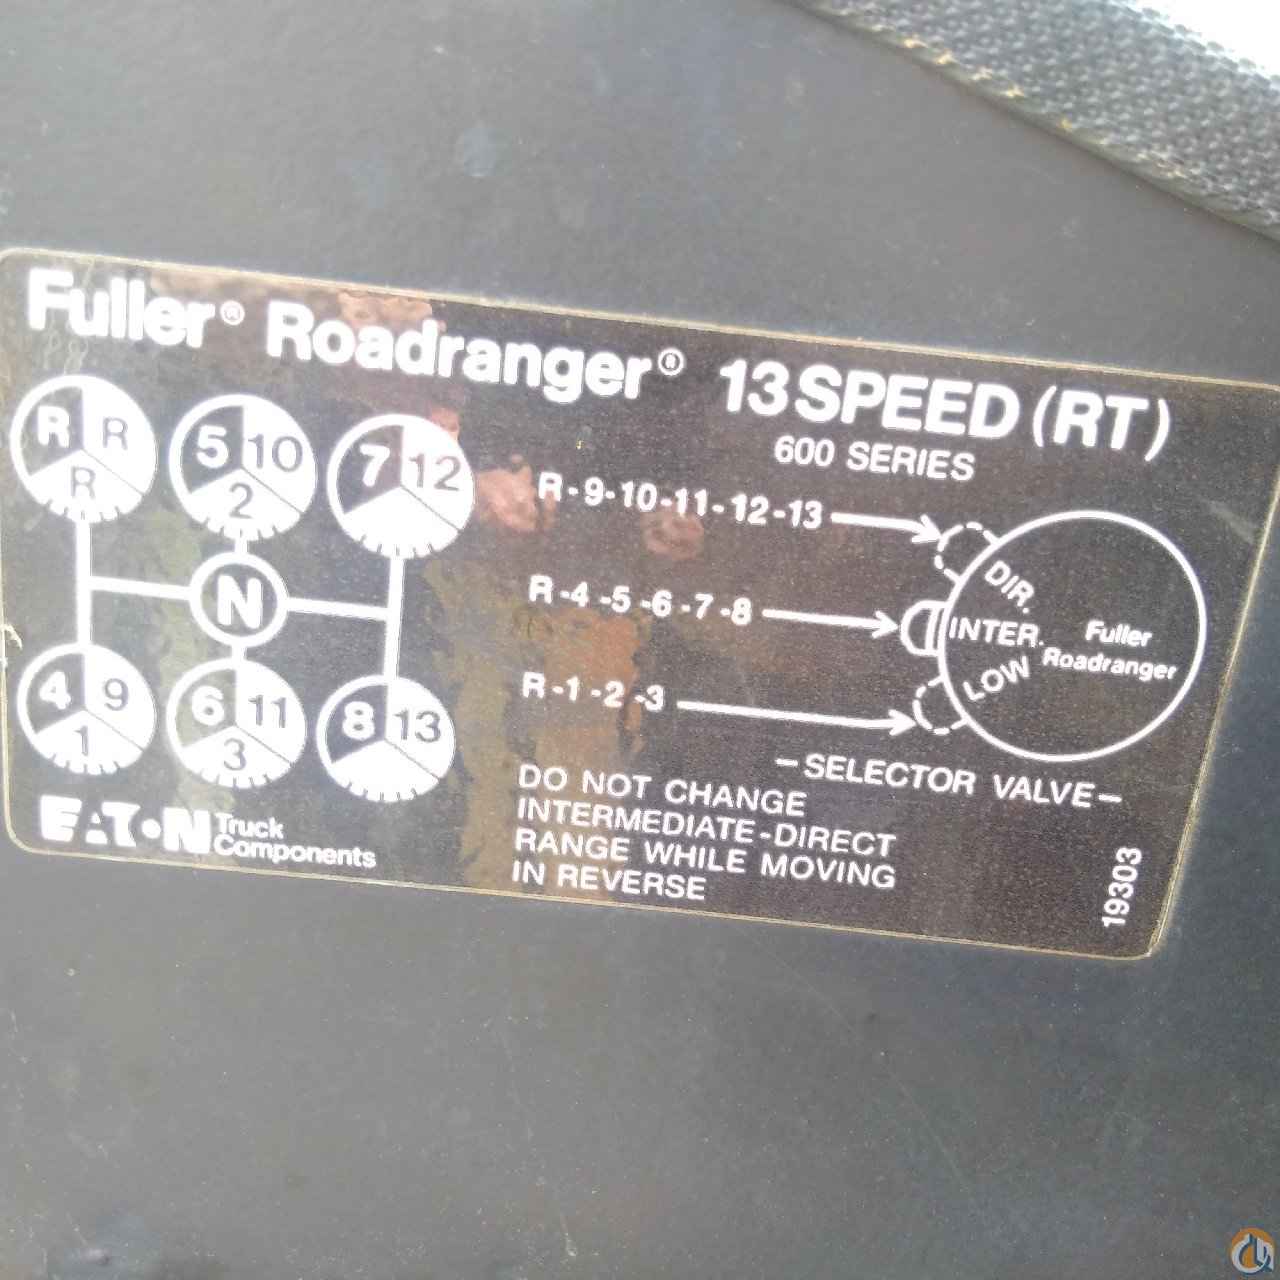 Fuller® Roadranger® 13 SPEED (RT)
600 SERIES
R R R
5 10 2
7 12
N
4 9 1
6 11 3
8 13
R-9-10-11-12-13
R-4-5-6-7-8
R-1-2-3
DIR.
INTER.
LOW
Fuller
Roadranger
-SELECTOR VALVE-
DO NOT CHANGE
INTERMEDIATE-DIRECT
RANGE WHILE MOVING
IN REVERSE
EATON Truck
Components
19303